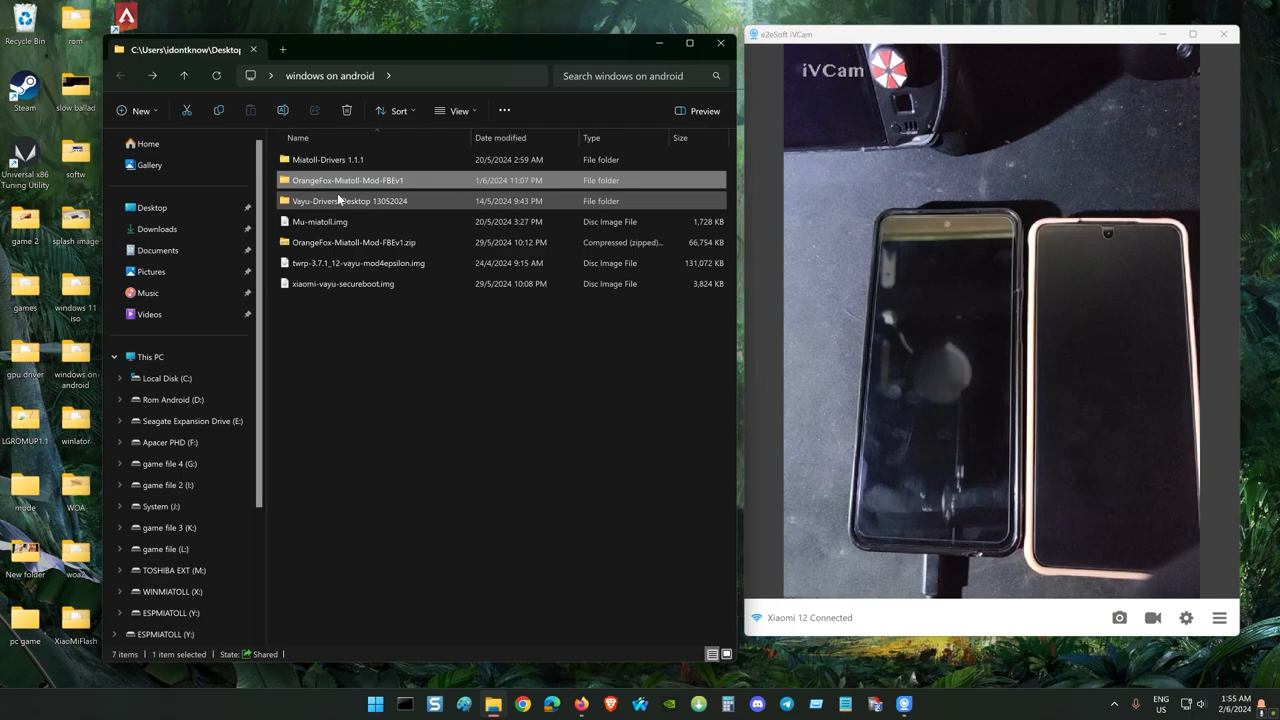 Recycle Bin
rom
Steam
slow ballad
Universal x86
Tuning Utility
softw
game 2
splash image
games
windows 11
iso
gpu driver
windows on
android
LGROMUP1.1
winlator
mode
WOA
New folder
woaz
pc game
XiaoMiFlash
C:\Users\idontknow\Desktop
windows on android
Search windows on android
New
Sort
View
Preview
Home
Gallery
Desktop
Downloads
Documents
Pictures
Music
Videos
This PC
Local Disk (C:)
Rom Android (D:)
Seagate Expansion Drive (E:)
Apacer PHD (F:)
game file 4 (G:)
game file 2 (I:)
System (J:)
game file 3 (K:)
game file (L:)
TOSHIBA EXT (M:)
WINMIATOLL (X:)
ESPMIATOLL (Y:)
ESPMIATOLL (Y:)
Name Date modified Type Size
Miatoll-Drivers 1.1.1 20/5/2024 2:59 AM File folder
OrangeFox-Miatoll-Mod-FBEv1 1/6/2024 11:07 PM File folder
Vayu-Drivers-Desktop 13052024 14/5/2024 9:43 PM File folder
Mu-miatoll.img 20/5/2024 3:27 PM Disc Image File 1,728 KB
OrangeFox-Miatoll-Mod-FBEv1.zip 29/5/2024 10:12 PM Compressed (zipped)... 66,754 KB
twrp-3.7.1_12-vayu-mod4epsilon.img 24/4/2024 9:15 AM Disc Image File 131,072 KB
xiaomi-vayu-secureboot.img 29/5/2024 10:08 PM Disc Image File 3,824 KB
7 items 1 item selected State: Shared
e2eSoft iVCam
iVCam
Xiaomi 12 Connected
ENG
US
1:55 AM
2/6/2024